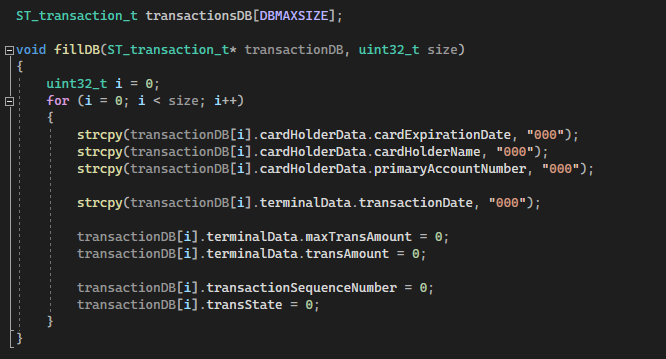 ST_transaction_t transactionsDB[DBMAXSIZE];
void fillDB(ST_transaction_t* transactionDB, uint32_t size)
{
uint32_t i = 0;
for (i = 0; i < size; i++)
{
strcpy(transactionDB[i].cardHolderData.cardExpirationDate, "000");
strcpy(transactionDB[i].cardHolderData.cardHolderName, "000");
strcpy(transactionDB[i].cardHolderData.primaryAccountNumber, "000");
strcpy(transactionDB[i].terminalData.transactionDate, "000");
transactionDB[i].terminalData.maxTransAmount = 0;
transactionDB[i].terminalData.transAmount = 0;
transactionDB[i].transactionSequenceNumber = 0;
transactionDB[i].transState = 0;
}
}